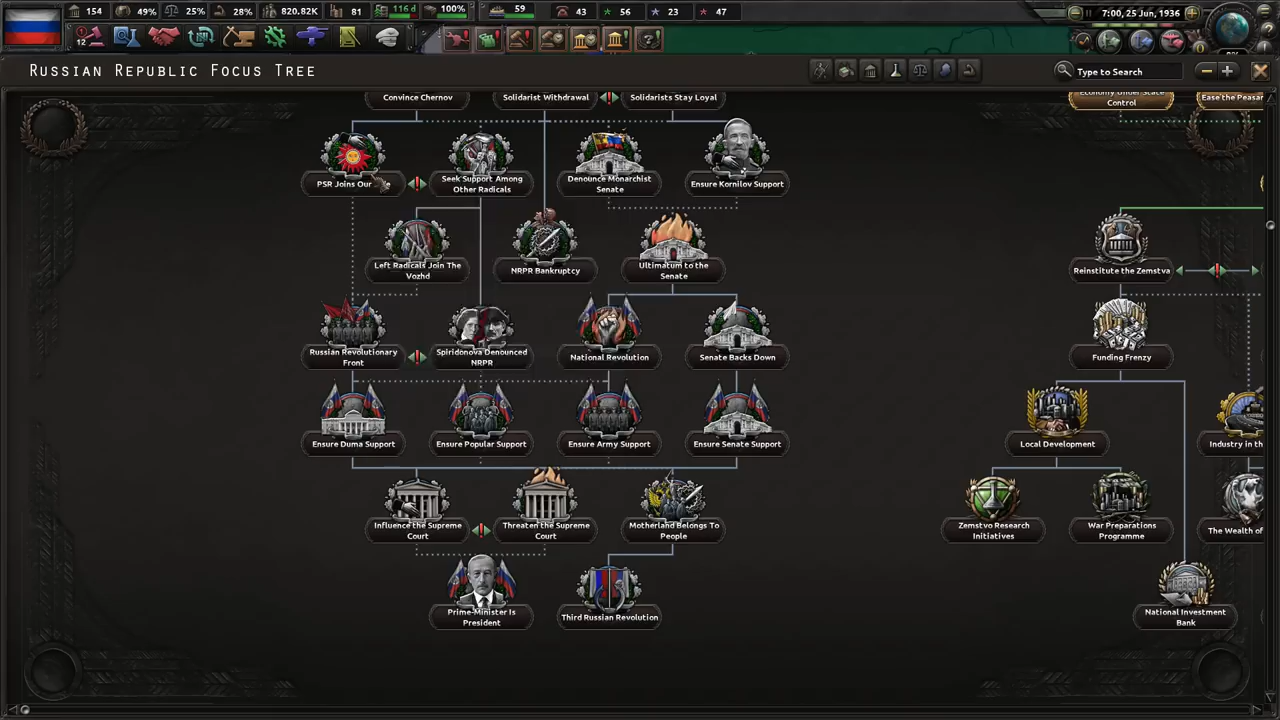 154 49% 25% 28% 820.82K 81 116 d 100% 59 43 56 23 47 7:00, 25 Jun, 1936
12
0
Russian Republic Focus Tree
Type to Search
Convince Chernov
Solidarist Withdrawal
Solidarists Stay Loyal
Economy Under State
Control
Ease the Peasan
PSR Joins Our
Seek Support Among
Other Radicals
Denounce Monarchist
Senate
Ensure Kornilov Support
Left Radicals Join The
Vozhd
NRPR Bankruptcy
Ultimatum to the
Senate
Reinstitute the Zemstva
Russian Revolutionary
Front
Spiridonova Denounced
NRPR
National Revolution
Senate Backs Down
Funding Frenzy
Ensure Duma Support
Ensure Popular Support
Ensure Army Support
Ensure Senate Support
Local Development
Industry in th
Influence the Supreme
Court
Threaten the Supreme
Court
Motherland Belongs To
People
Zemstvo Research
Initiatives
War Preparations
Programme
The Wealth of
Prime-Minister Is
President
Third Russian Revolution
National Investment
Bank